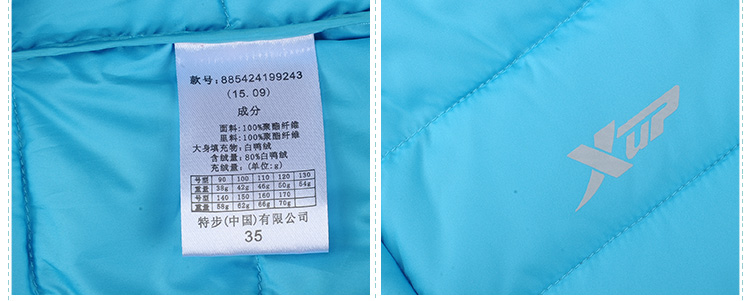 款号:885424199243
(15.09)
成分
面料:100%聚酯纤维
里料:100%聚酯纤维
大身填充物:白鸭绒
含绒量:80%白鸭绒
充绒量:(单位:g)
号型 90 100 110 120 130
重量 38g 42g 46g 50g 54g
号型 140 150 160 170
重量 58g 62g 66g 70g
特步(中国)有限公司
35
XUP